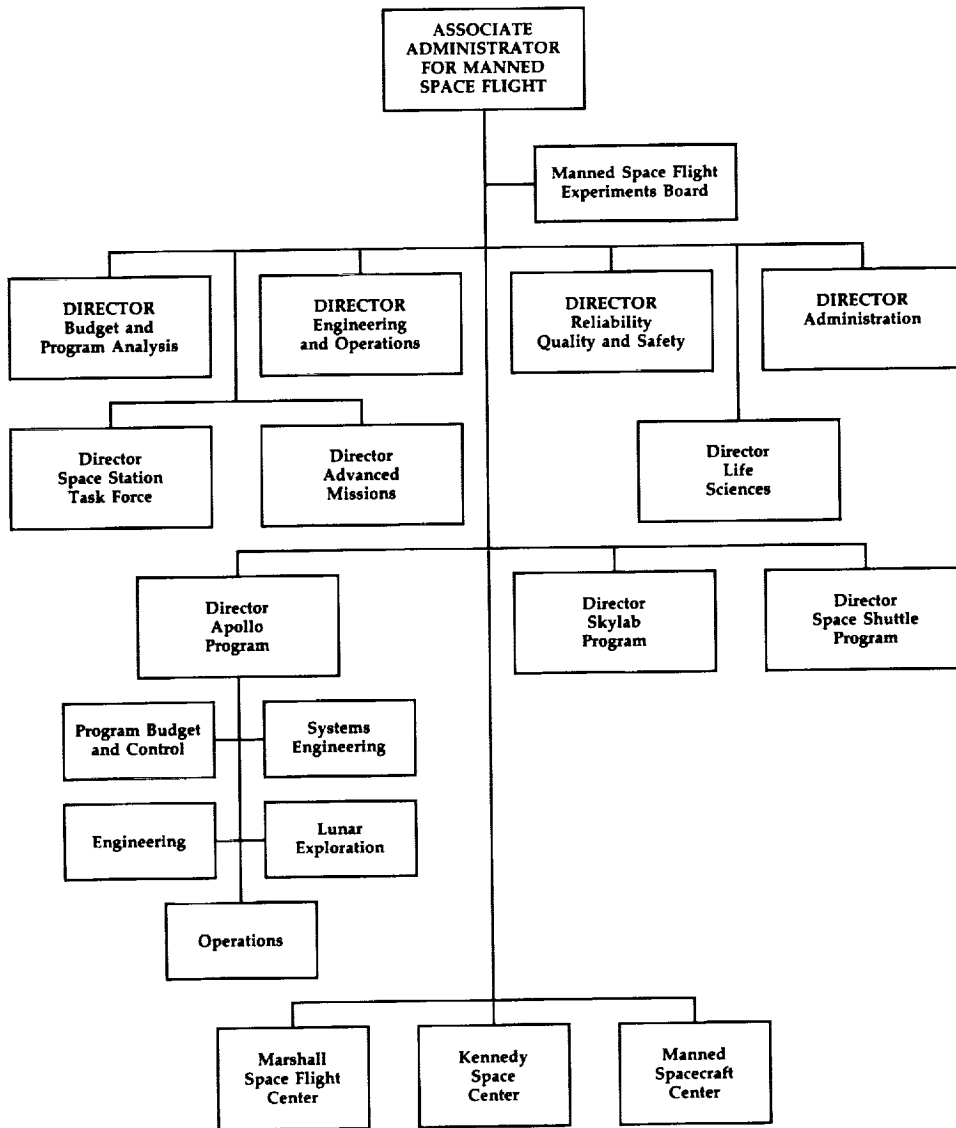 ASSOCIATE
ADMINISTRATOR
FOR MANNED
SPACE FLIGHT
Manned Space Flight
Experiments Board
DIRECTOR
Budget and
Program Analysis
DIRECTOR
Engineering
and Operations
DIRECTOR
Reliability
Quality and Safety
DIRECTOR
Administration
Director
Space Station
Task Force
Director
Advanced
Missions
Director
Life
Sciences
Director
Apollo
Program
Director
Skylab
Program
Director
Space Shuttle
Program
Program Budget
and Control
Systems
Engineering
Engineering
Lunar
Exploration
Operations
Marshall
Space Flight
Center
Kennedy
Space
Center
Manned
Spacecraft
Center